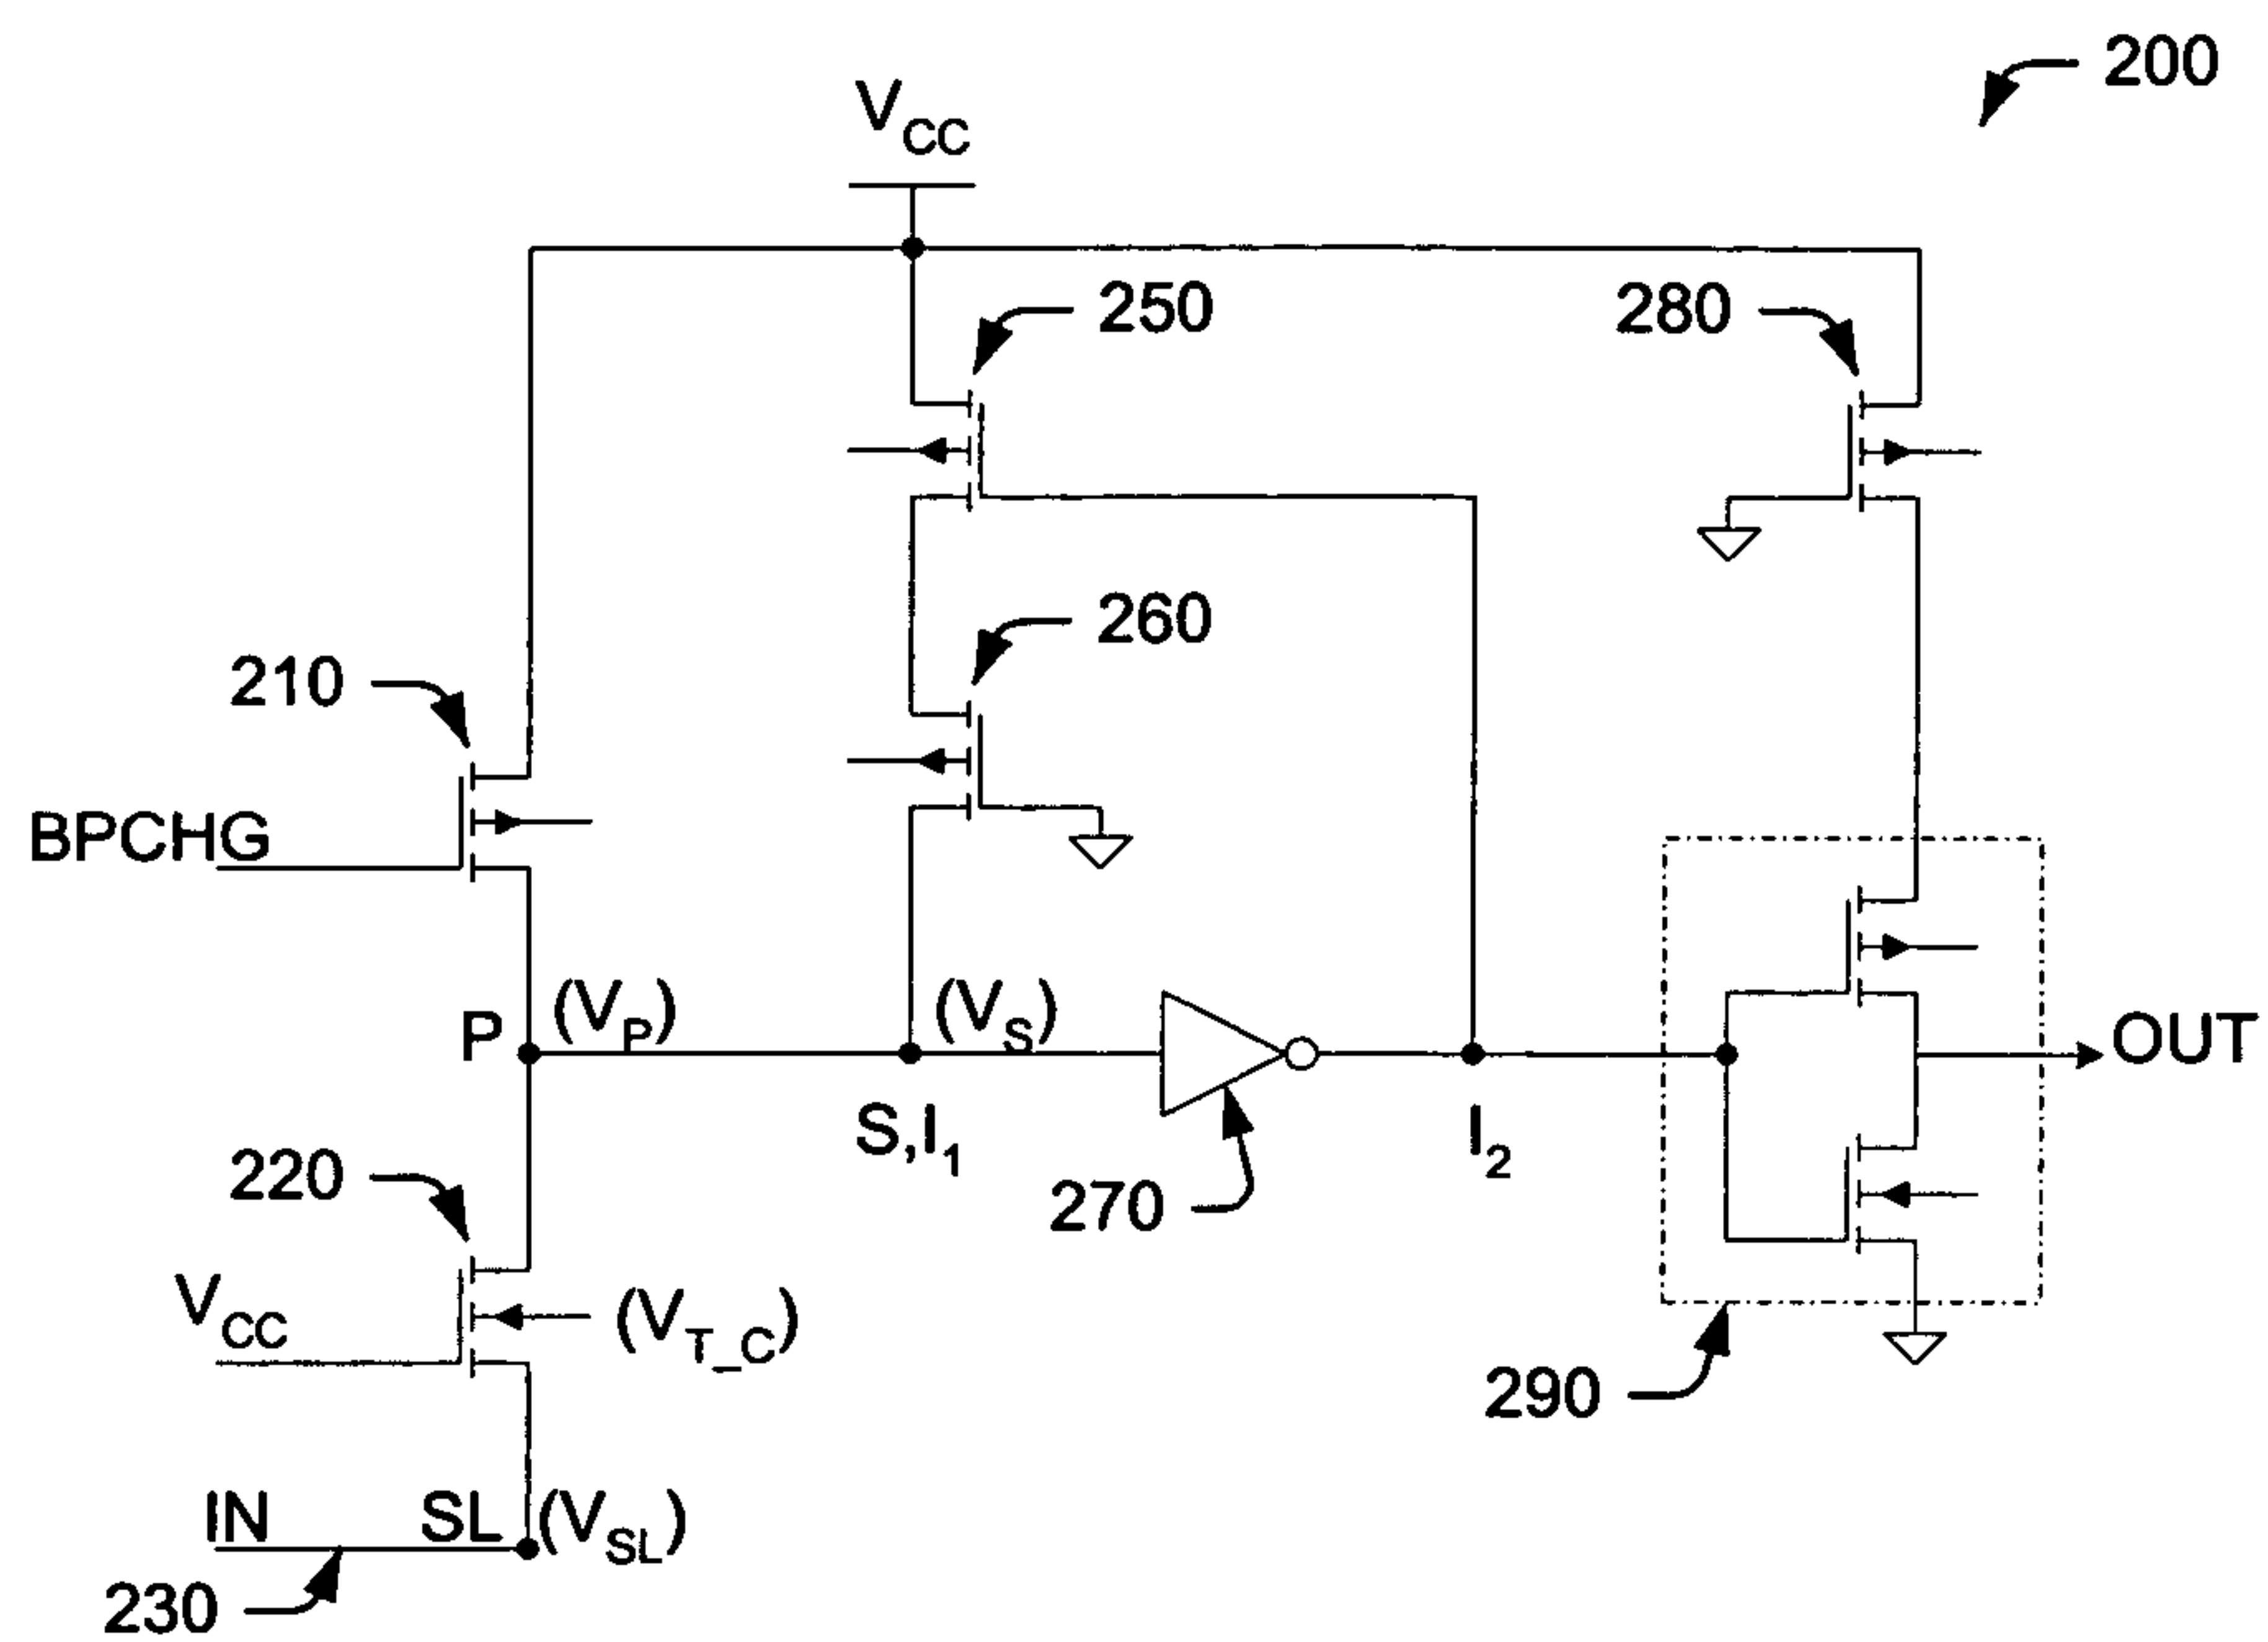 200
VCC
250
280
260
210
BPCHG
P
(VP)
(VS)
OUT
S,I1
I2
220
270
VCC
(VT_C)
290
IN
SL
(VSL)
230